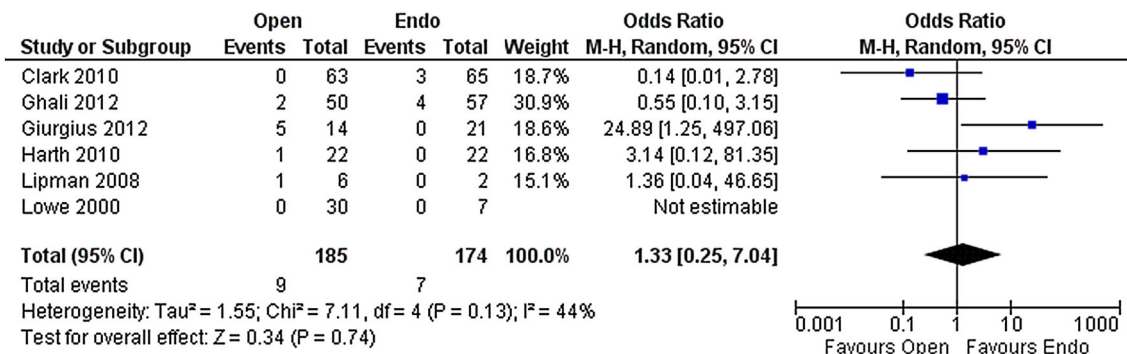 Open Endo Odds Ratio Odds Ratio
Study or Subgroup Events Total Events Total Weight M-H, Random, 95% CI M-H, Random, 95% CI
Clark 2010 0 63 3 65 18.7% 0.14 [0.01, 2.78]
Ghali 2012 2 50 4 57 30.9% 0.55 [0.10, 3.15]
Giurgius 2012 5 14 0 21 18.6% 24.89 [1.25, 497.06]
Harth 2010 1 22 0 22 16.8% 3.14 [0.12, 81.35]
Lipman 2008 1 6 0 2 15.1% 1.36 [0.04, 46.65]
Lowe 2000 0 30 0 7 Not estimable
Total (95% CI) 185 174 100.0% 1.33 [0.25, 7.04]
Total events 9 7
Heterogeneity: Tau² = 1.55; Chi² = 7.11, df = 4 (P = 0.13); I² = 44%
Test for overall effect: Z = 0.34 (P = 0.74)
0.001 0.1 1 10 1000
Favours Open Favours Endo